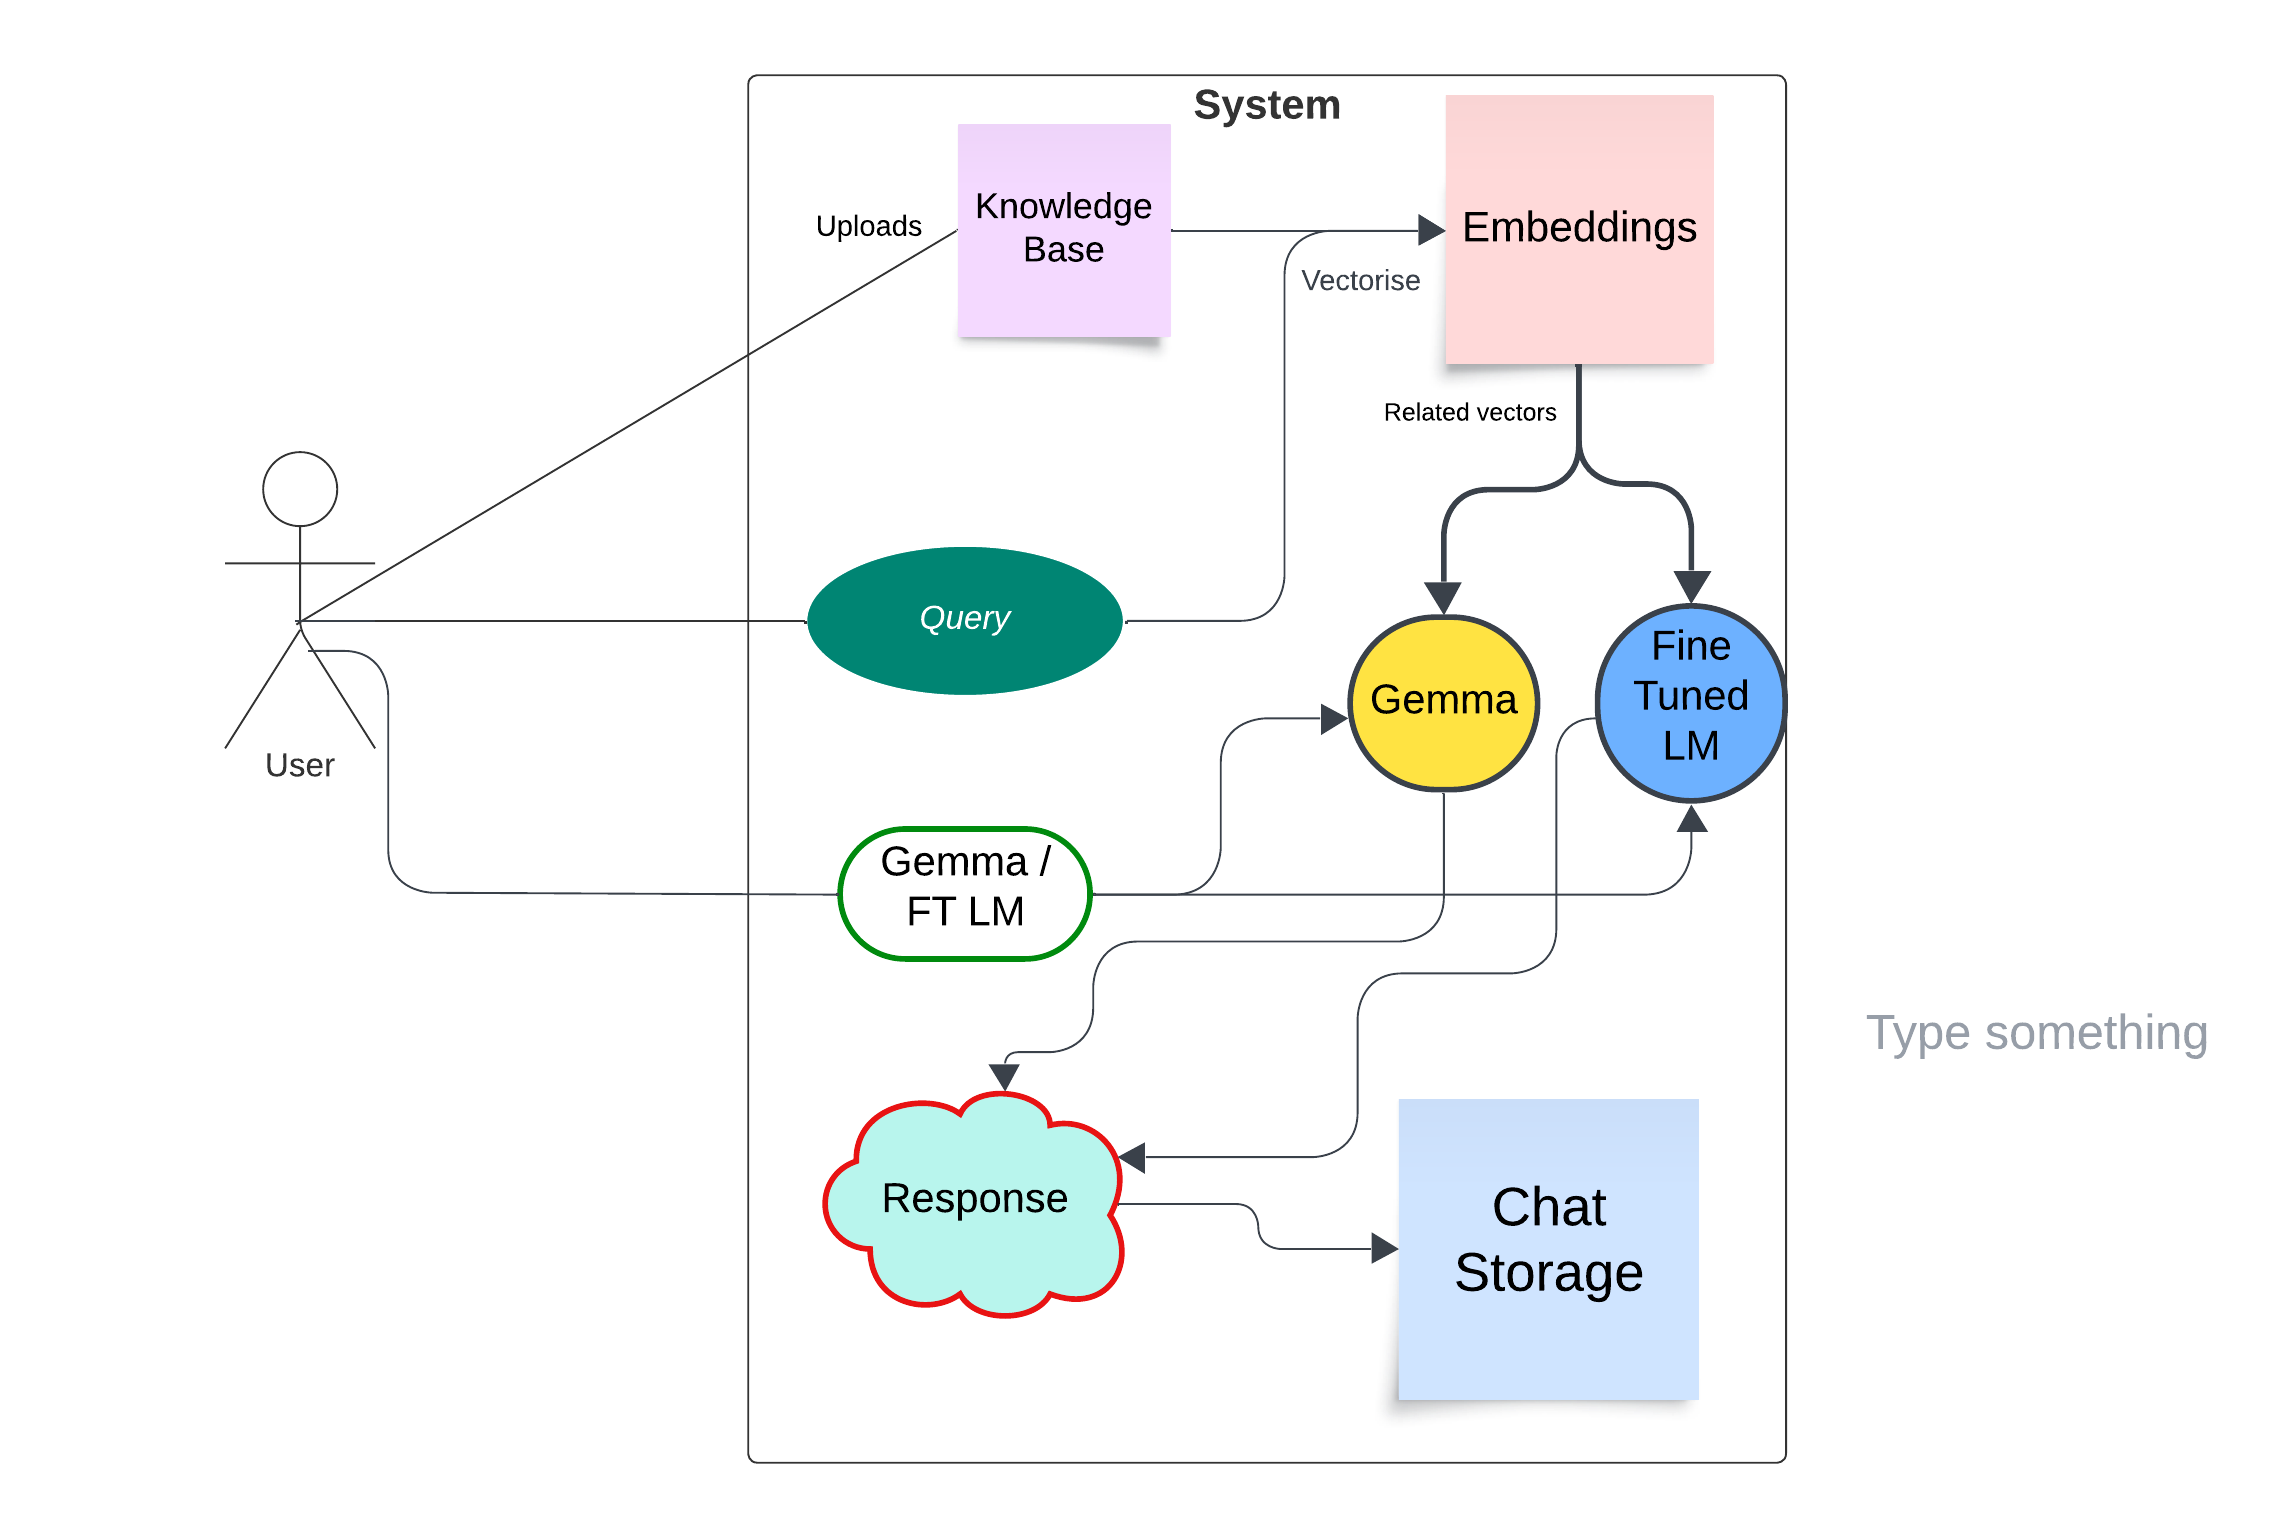 System
Knowledge
Base
Embeddings
Uploads
Vectorise
Related vectors
Query
Gemma
Fine
Tuned
LM
User
Gemma /
FT LM
Type something
Response
Chat
Storage